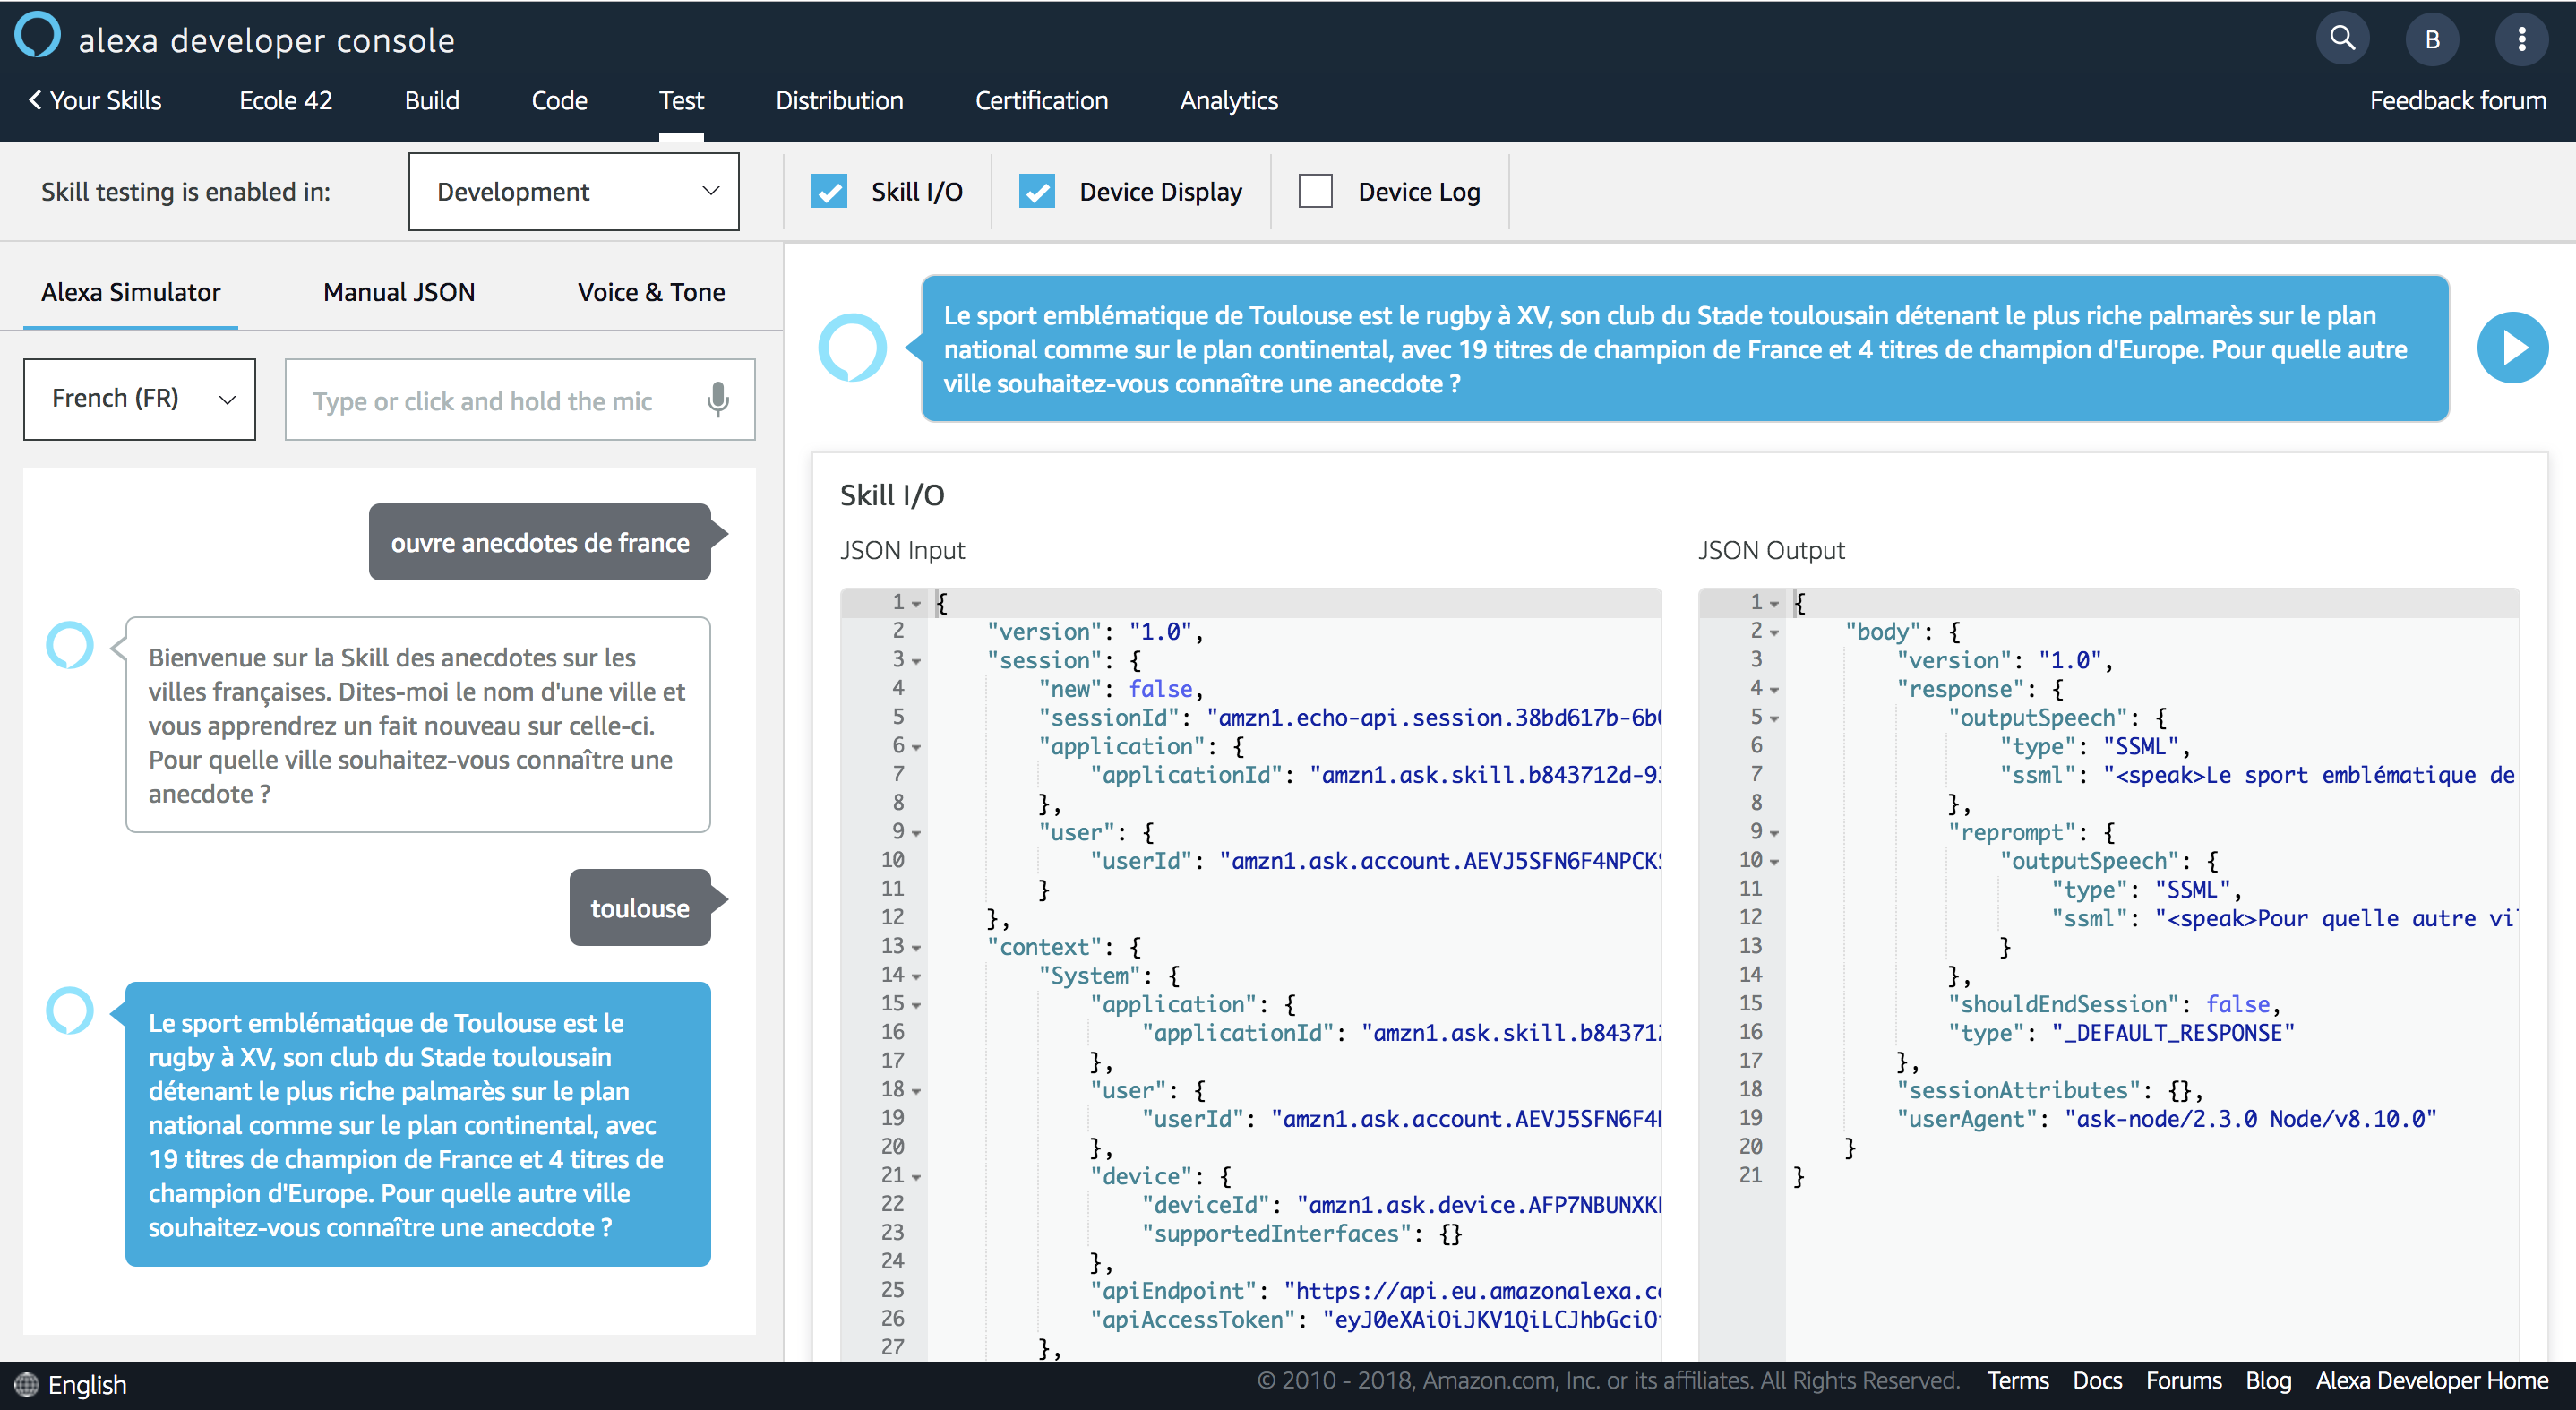 alexa developer console
B
Your Skills
Ecole 42
Build
Code
Test
Distribution
Certification
Analytics
Feedback forum
Skill testing is enabled in:
Development
Skill I/O
Device Display
Device Log
Alexa Simulator
Manual JSON
Voice & Tone
French (FR)
Type or click and hold the mic
ouvre anecdotes de france
Bienvenue sur la Skill des anecdotes sur les
villes françaises. Dites-moi le nom d'une ville et
vous apprendrez un fait nouveau sur celle-ci.
Pour quelle ville souhaitez-vous connaître une
anecdote ?
toulouse
Le sport emblématique de Toulouse est le
rugby à XV, son club du Stade toulousain
détenant le plus riche palmarès sur le plan
national comme sur le plan continental, avec
19 titres de champion de France et 4 titres de
champion d'Europe. Pour quelle autre ville
souhaitez-vous connaître une anecdote ?
Le sport emblématique de Toulouse est le rugby à XV, son club du Stade toulousain détenant le plus riche palmarès sur le plan
national comme sur le plan continental, avec 19 titres de champion de France et 4 titres de champion d'Europe. Pour quelle autre
ville souhaitez-vous connaître une anecdote ?
Skill I/O
JSON Input
1 {
2 "version": "1.0",
3 "session": {
4 "new": false,
5 "sessionId": "amzn1.echo-api.session.38bd617b-6b
6 "application": {
7 "applicationId": "amzn1.ask.skill.b843712d-9
8 },
9 "user": {
10 "userId": "amzn1.ask.account.AEVJ5SFN6F4NPCK
11 }
12 },
13 "context": {
14 "System": {
15 "application": {
16 "applicationId": "amzn1.ask.skill.b84371
17 },
18 "user": {
19 "userId": "amzn1.ask.account.AEVJ5SFN6F4
20 },
21 "device": {
22 "deviceId": "amzn1.ask.device.AFP7NBUNXK
23 "supportedInterfaces": {}
24 },
25 "apiEndpoint": "https://api.eu.amazonalexa.c
26 "apiAccessToken": "eyJ0eXAiOiJKV1QiLCJhbGciO
27 },
JSON Output
1 {
2 "body": {
3 "version": "1.0",
4 "response": {
5 "outputSpeech": {
6 "type": "SSML",
7 "ssml": "<speak>Le sport emblématique de
8 },
9 "reprompt": {
10 "outputSpeech": {
11 "type": "SSML",
12 "ssml": "<speak>Pour quelle autre vi
13 }
14 },
15 "shouldEndSession": false,
16 "type": "_DEFAULT_RESPONSE"
17 },
18 "sessionAttributes": {},
19 "userAgent": "ask-node/2.3.0 Node/v8.10.0"
20 }
21 }
English
© 2010 - 2018, Amazon.com, Inc. or its affiliates. All Rights Reserved.
Terms
Docs
Forums
Blog
Alexa Developer Home